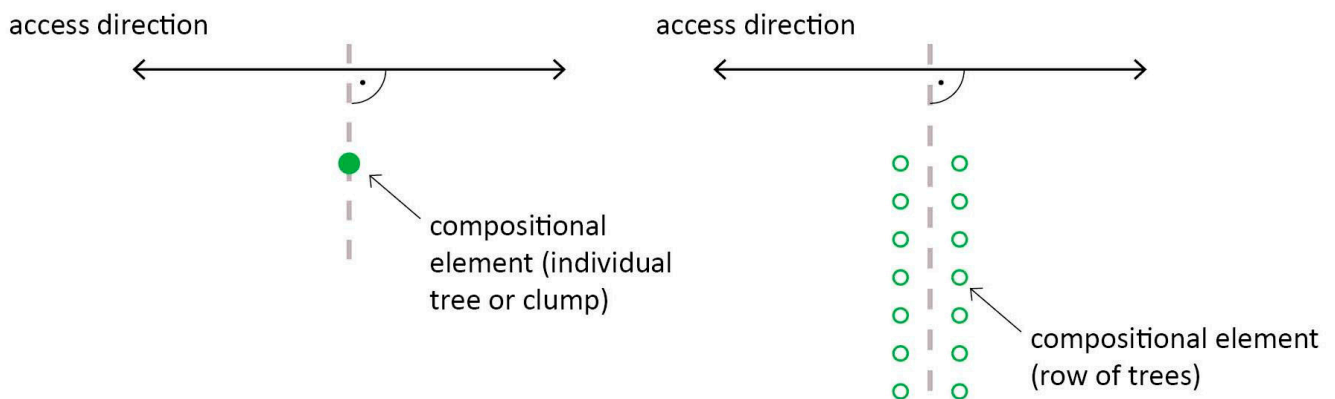 access direction
access direction
compositional
element (individual
tree or clump)
compositional element
(row of trees)